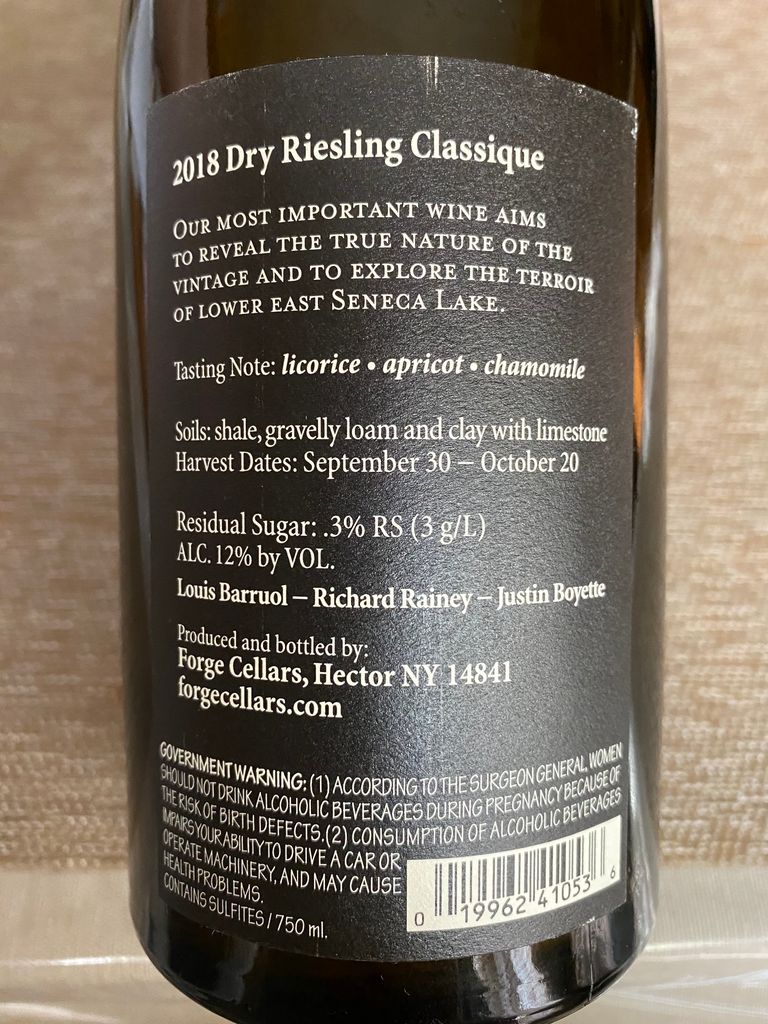 2018 Dry Riesling Classique
OUR MOST IMPORTANT WINE AIMS
TO REVEAL THE TRUE NATURE OF THE
VINTAGE AND TO EXPLORE THE TERROIR
OF LOWER EAST SENECA LAKE.
Tasting Note: licorice • apricot • chamomile
Soils: shale, gravelly loam and clay with limestone
Harvest Dates: September 30 – October 20
Residual Sugar: .3% RS (3 g/L)
ALC. 12% by VOL.
Louis Barruol – Richard Rainey – Justin Boyette
Produced and bottled by:
Forge Cellars, Hector NY 14841
forgecellars.com
GOVERNMENT WARNING: (1) ACCORDING TO THE SURGEON GENERAL, WOMEN
SHOULD NOT DRINK ALCOHOLIC BEVERAGES DURING PREGNANCY BECAUSE OF
THE RISK OF BIRTH DEFECTS. (2) CONSUMPTION OF ALCOHOLIC BEVERAGES
IMPAIRS YOUR ABILITY TO DRIVE A CAR OR
OPERATE MACHINERY, AND MAY CAUSE
HEALTH PROBLEMS.
CONTAINS SULFITES / 750 ml.
0 19962 41053 6